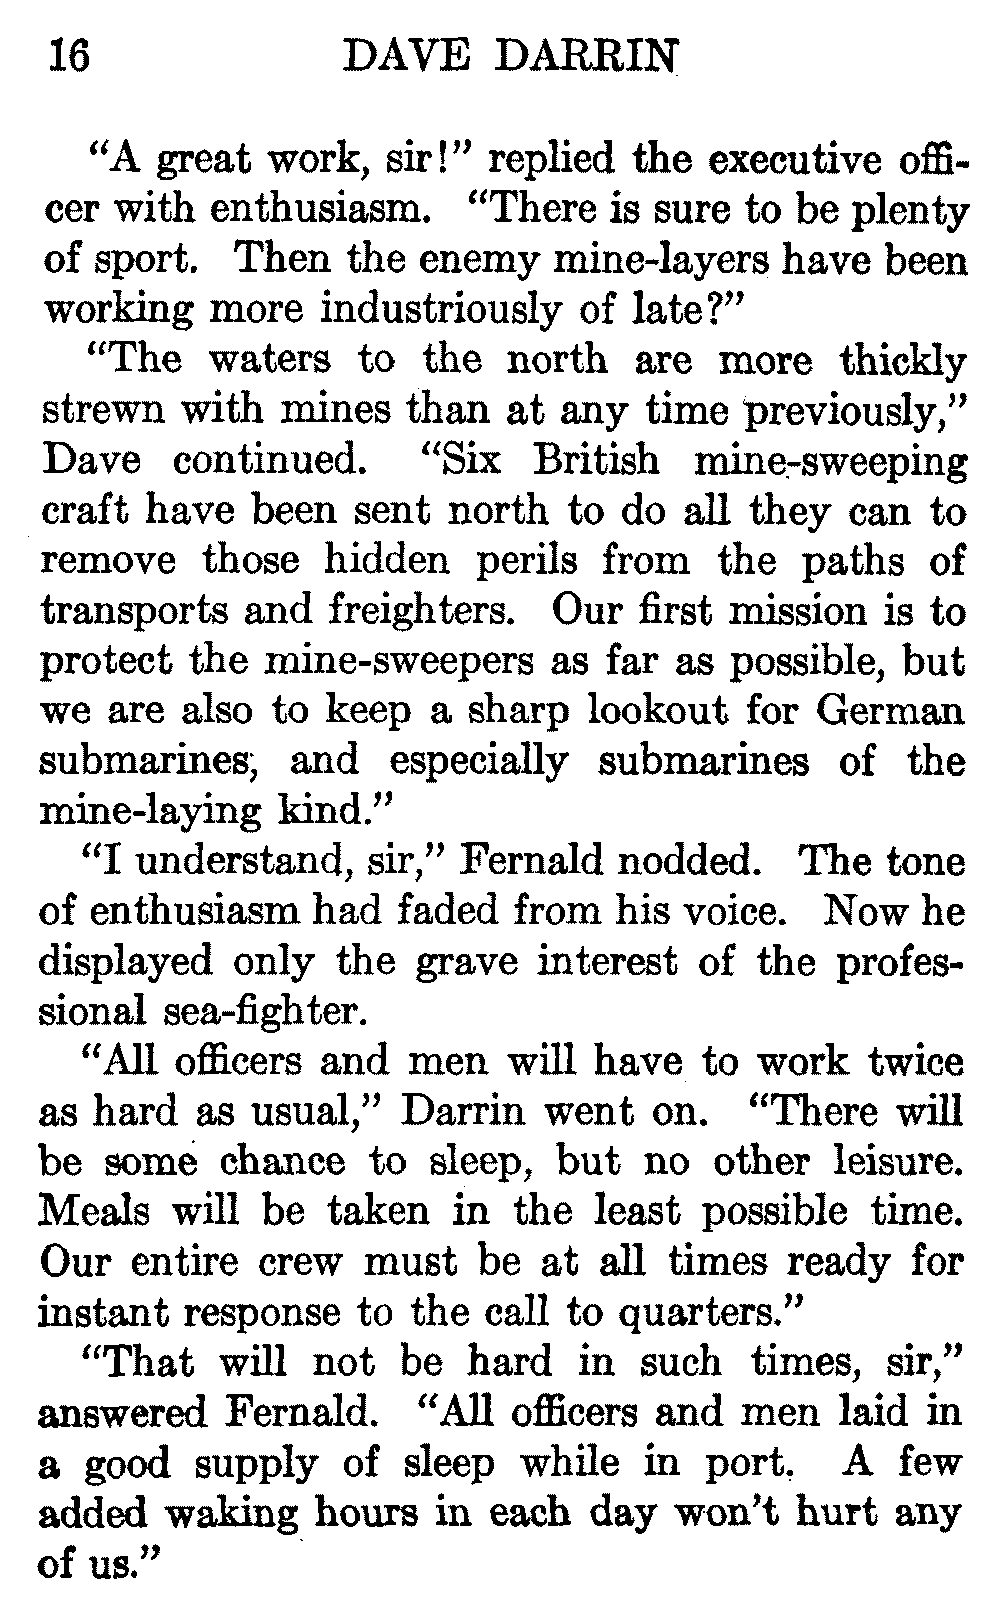 16 DAVE DARRIN
“A great work, sir!” replied the executive offi-
cer with enthusiasm. “There is sure to be plenty
of sport. Then the enemy mine-layers have been
working more industriously of late?”
“The waters to the north are more thickly
strewn with mines than at any time previously,”
Dave continued. “Six British mine-sweeping
craft have been sent north to do all they can to
remove those hidden perils from the paths of
transports and freighters. Our first mission is to
protect the mine-sweepers as far as possible, but
we are also to keep a sharp lookout for German
submarines, and especially submarines of the
mine-laying kind.”
“I understand, sir,” Fernald nodded. The tone
of enthusiasm had faded from his voice. Now he
displayed only the grave interest of the profes-
sional sea-fighter.
“All officers and men will have to work twice
as hard as usual,” Darrin went on. “There will
be some chance to sleep, but no other leisure.
Meals will be taken in the least possible time.
Our entire crew must be at all times ready for
instant response to the call to quarters.”
“That will not be hard in such times, sir,”
answered Fernald. “All officers and men laid in
a good supply of sleep while in port. A few
added waking hours in each day won’t hurt any
of us.”